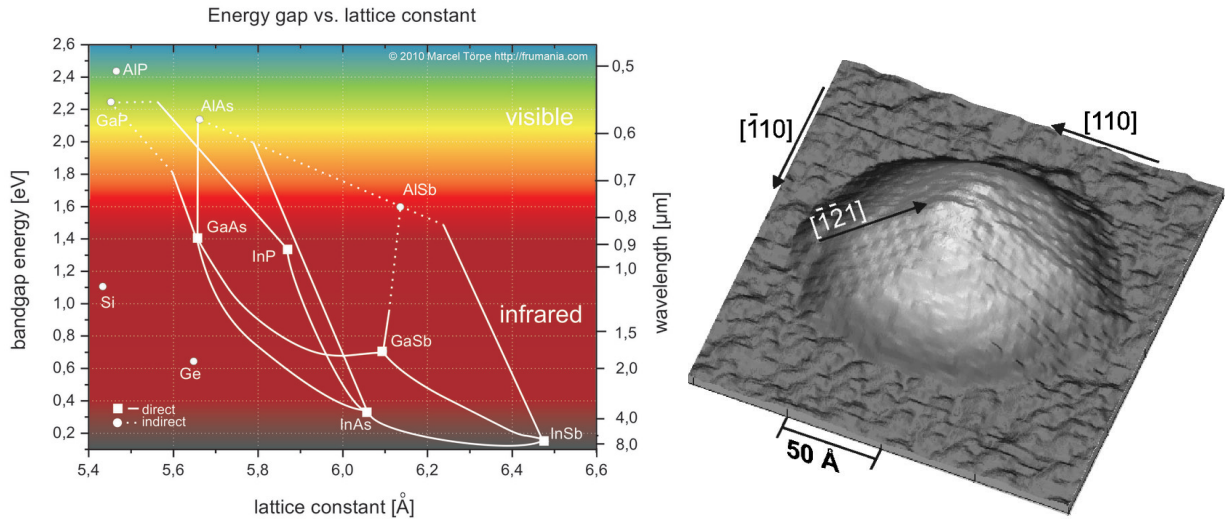 Energy gap vs. lattice constant
© 2010 Marcel Törpe http://frumania.com
bandgap energy [eV]
2,6
2,4
2,2
2,0
1,8
1,6
1,4
1,2
1,0
0,8
0,6
0,4
0,2
AlP
GaP
AlAs
visible
AlSb
GaAs
InP
Si
infrared
GaSb
Ge
InAs
InSb
direct
indirect
0,5
0,6
0,7
0,8
0,9
1,0
1,5
2,0
4,0
8,0
wavelength [µm]
5,4 5,6 5,8 6,0 6,2 6,4 6,6
lattice constant [Å]
[1̄10]
[110]
[1̄2̄1]
50 Å